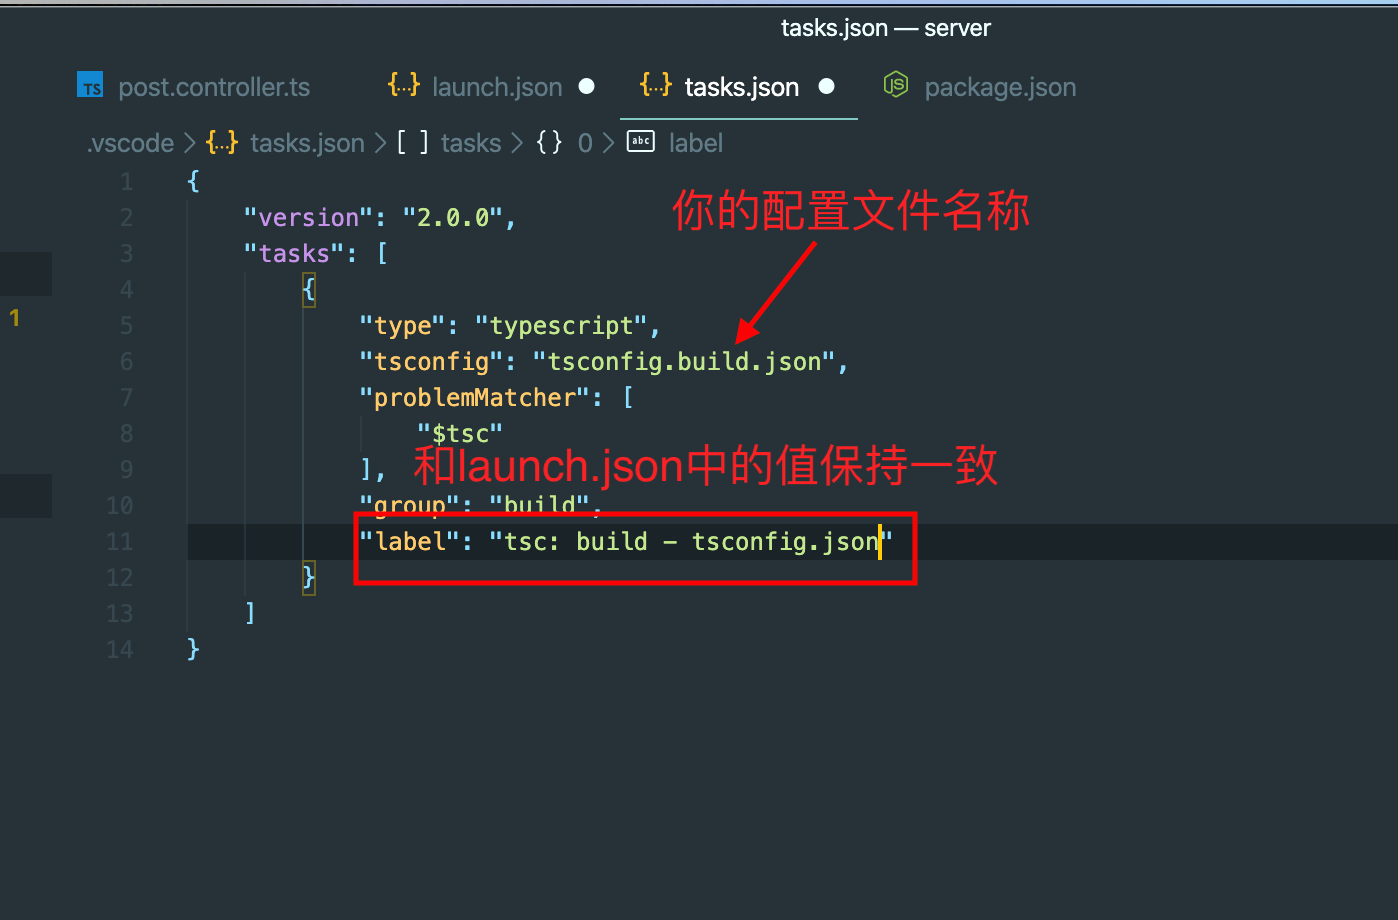 tasks.json — server
TS post.controller.ts {..} launch.json {..} tasks.json JS package.json
.vscode > {..} tasks.json > [ ] tasks > {} 0 > abc label
1 {
2 "version": "2.0.0",
你的配置文件名称
3 "tasks": [
4 {
1
5 "type": "typescript",
6 "tsconfig": "tsconfig.build.json",
7 "problemMatcher": [
8 "$tsc"
9 ],
和launch.json中的值保持一致
10 "group": "build",
11 "label": "tsc: build - tsconfig.json"
12 }
13 ]
14 }